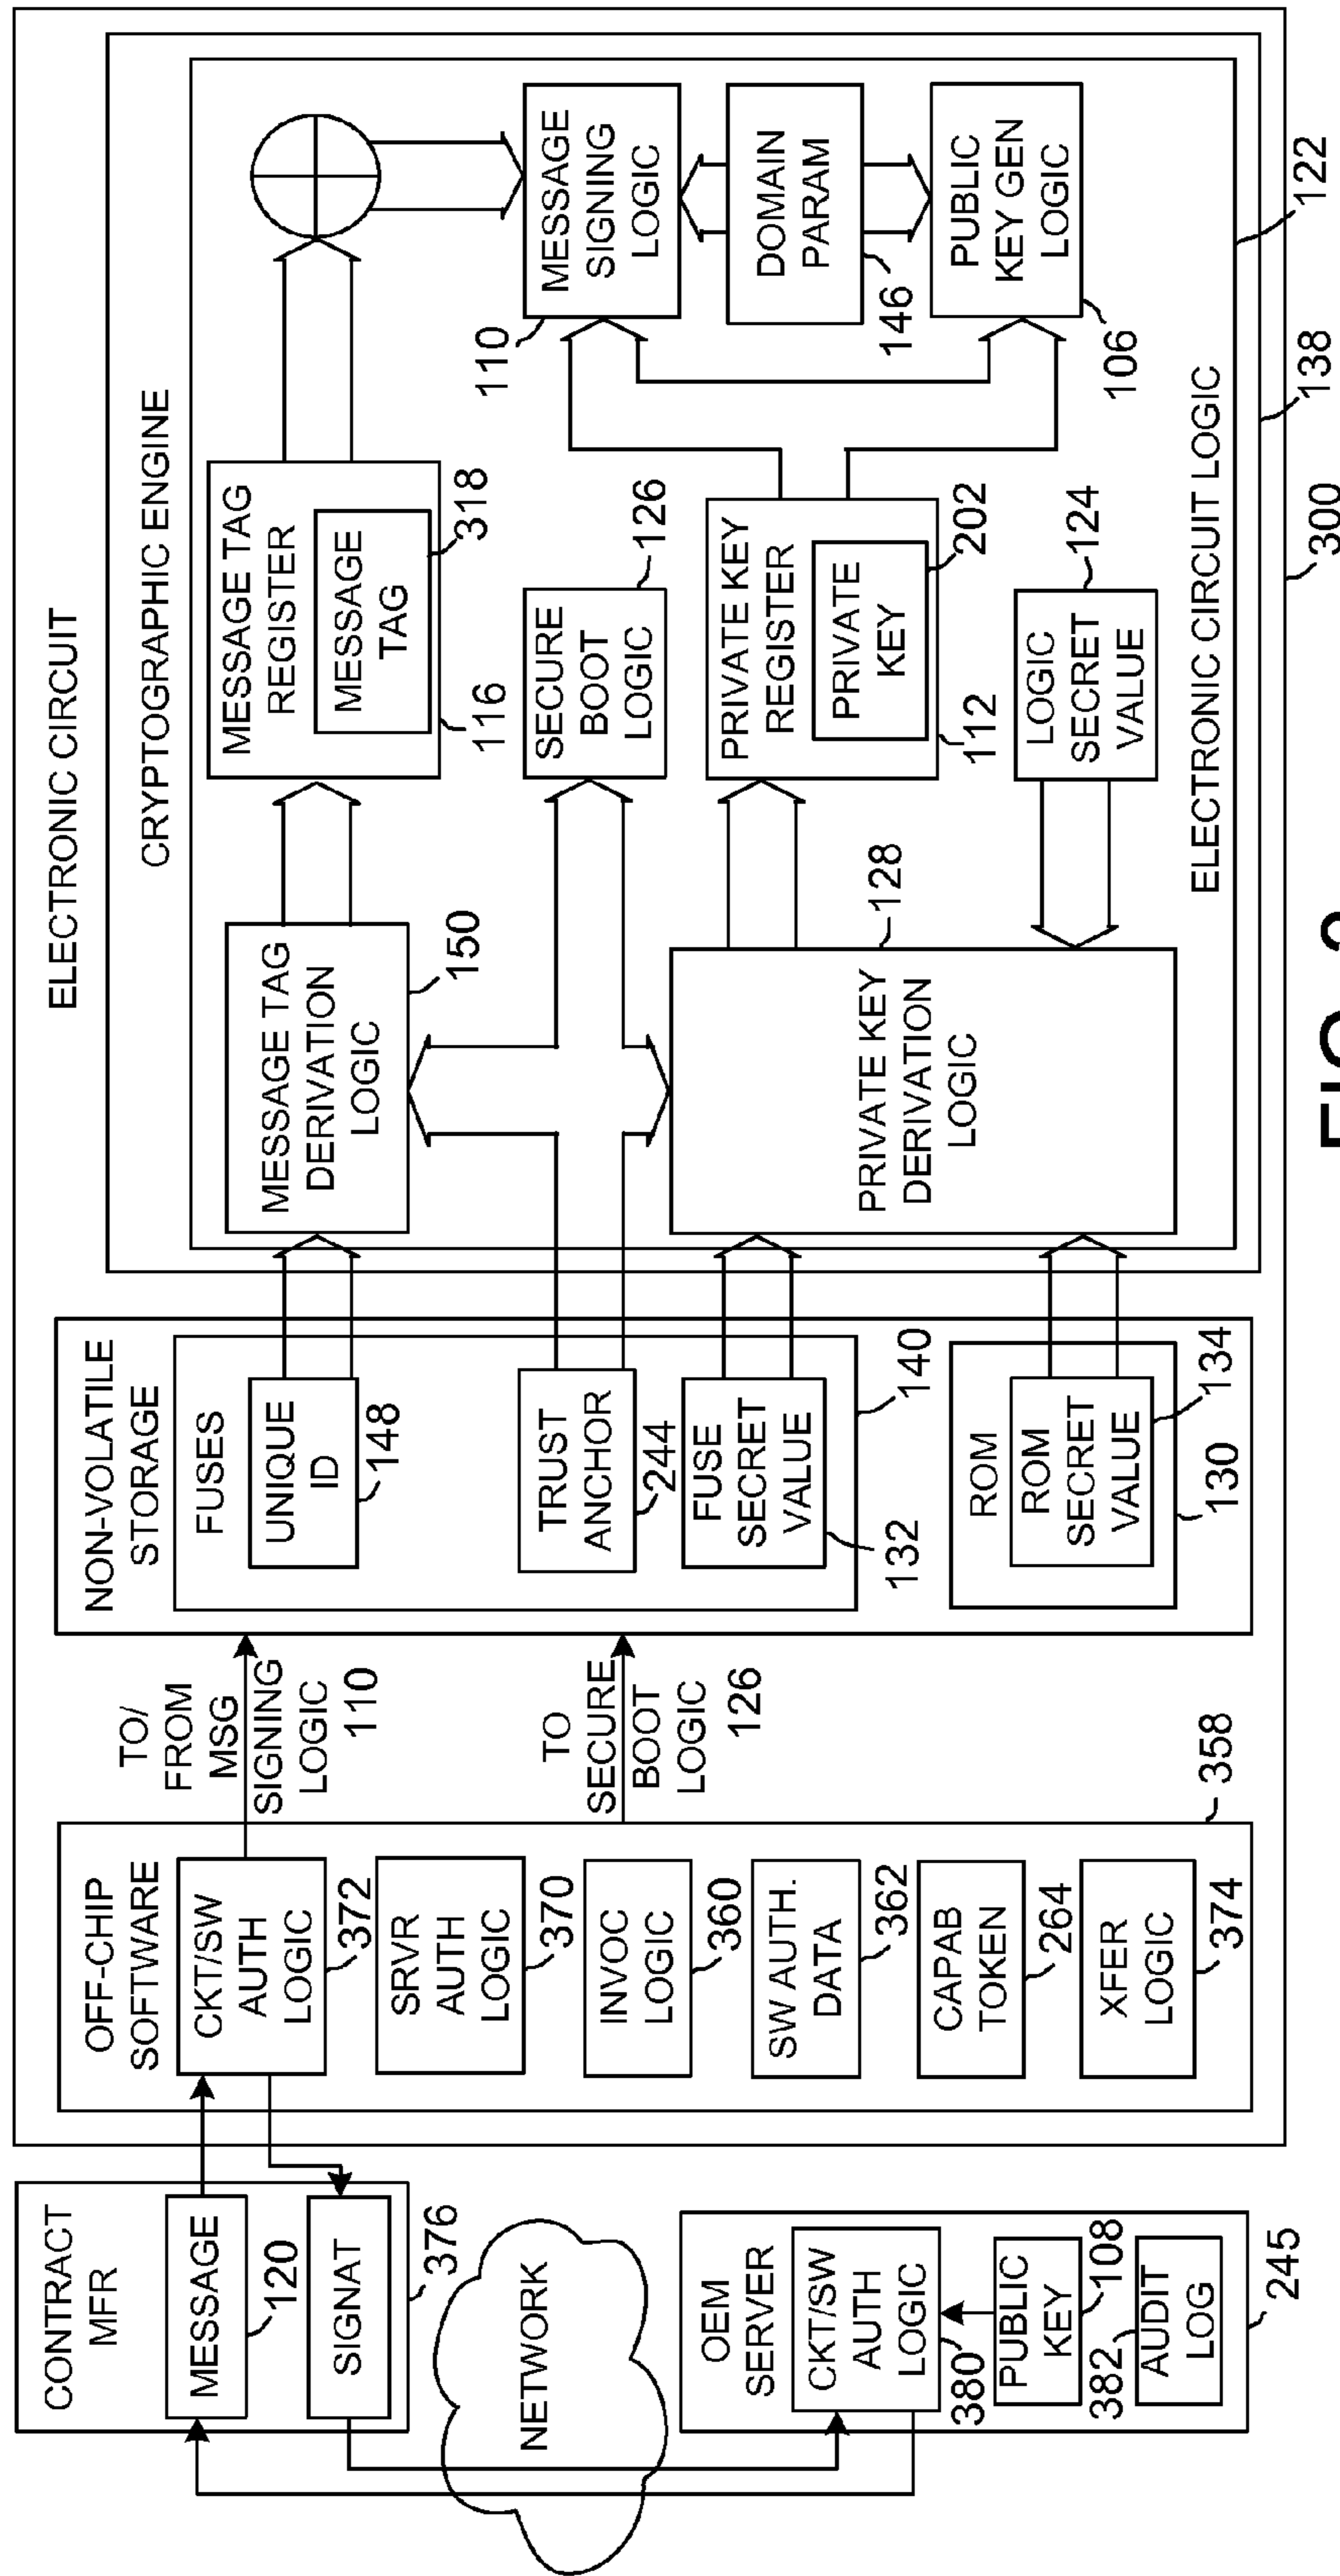 ELECTRONIC CIRCUIT
CRYPTOGRAPHIC ENGINE
CONTRACT
MFR
MESSAGE
120
SIGNAT
376
NETWORK
OEM
SERVER
CKT/SW
AUTH
LOGIC
380
PUBLIC
KEY
108
382
AUDIT
LOG
245
OFF-CHIP
SOFTWARE
CKT/SW
AUTH
LOGIC
372
SRVR
AUTH
LOGIC
370
INVOC
LOGIC
360
SW AUTH.
DATA
362
CAPAB
TOKEN
264
XFER
LOGIC
374
358
TO/
FROM
MSG
SIGNING
LOGIC
110
TO
SECURE
BOOT
LOGIC
126
NON-VOLATILE
STORAGE
FUSES
UNIQUE
ID
148
TRUST
ANCHOR
244
FUSE
SECRET
VALUE
132
140
ROM
ROM
SECRET
VALUE
134
130
MESSAGE TAG
DERIVATION
LOGIC
150
PRIVATE KEY
DERIVATION
LOGIC
128
MESSAGE TAG
REGISTER
MESSAGE
TAG
318
116
SECURE
BOOT
LOGIC
126
PRIVATE KEY
REGISTER
PRIVATE
KEY
202
112
LOGIC
SECRET
VALUE
124
MESSAGE
SIGNING
LOGIC
110
DOMAIN
PARAM
146
PUBLIC
KEY GEN
LOGIC
106
ELECTRONIC CIRCUIT LOGIC
122
138
300